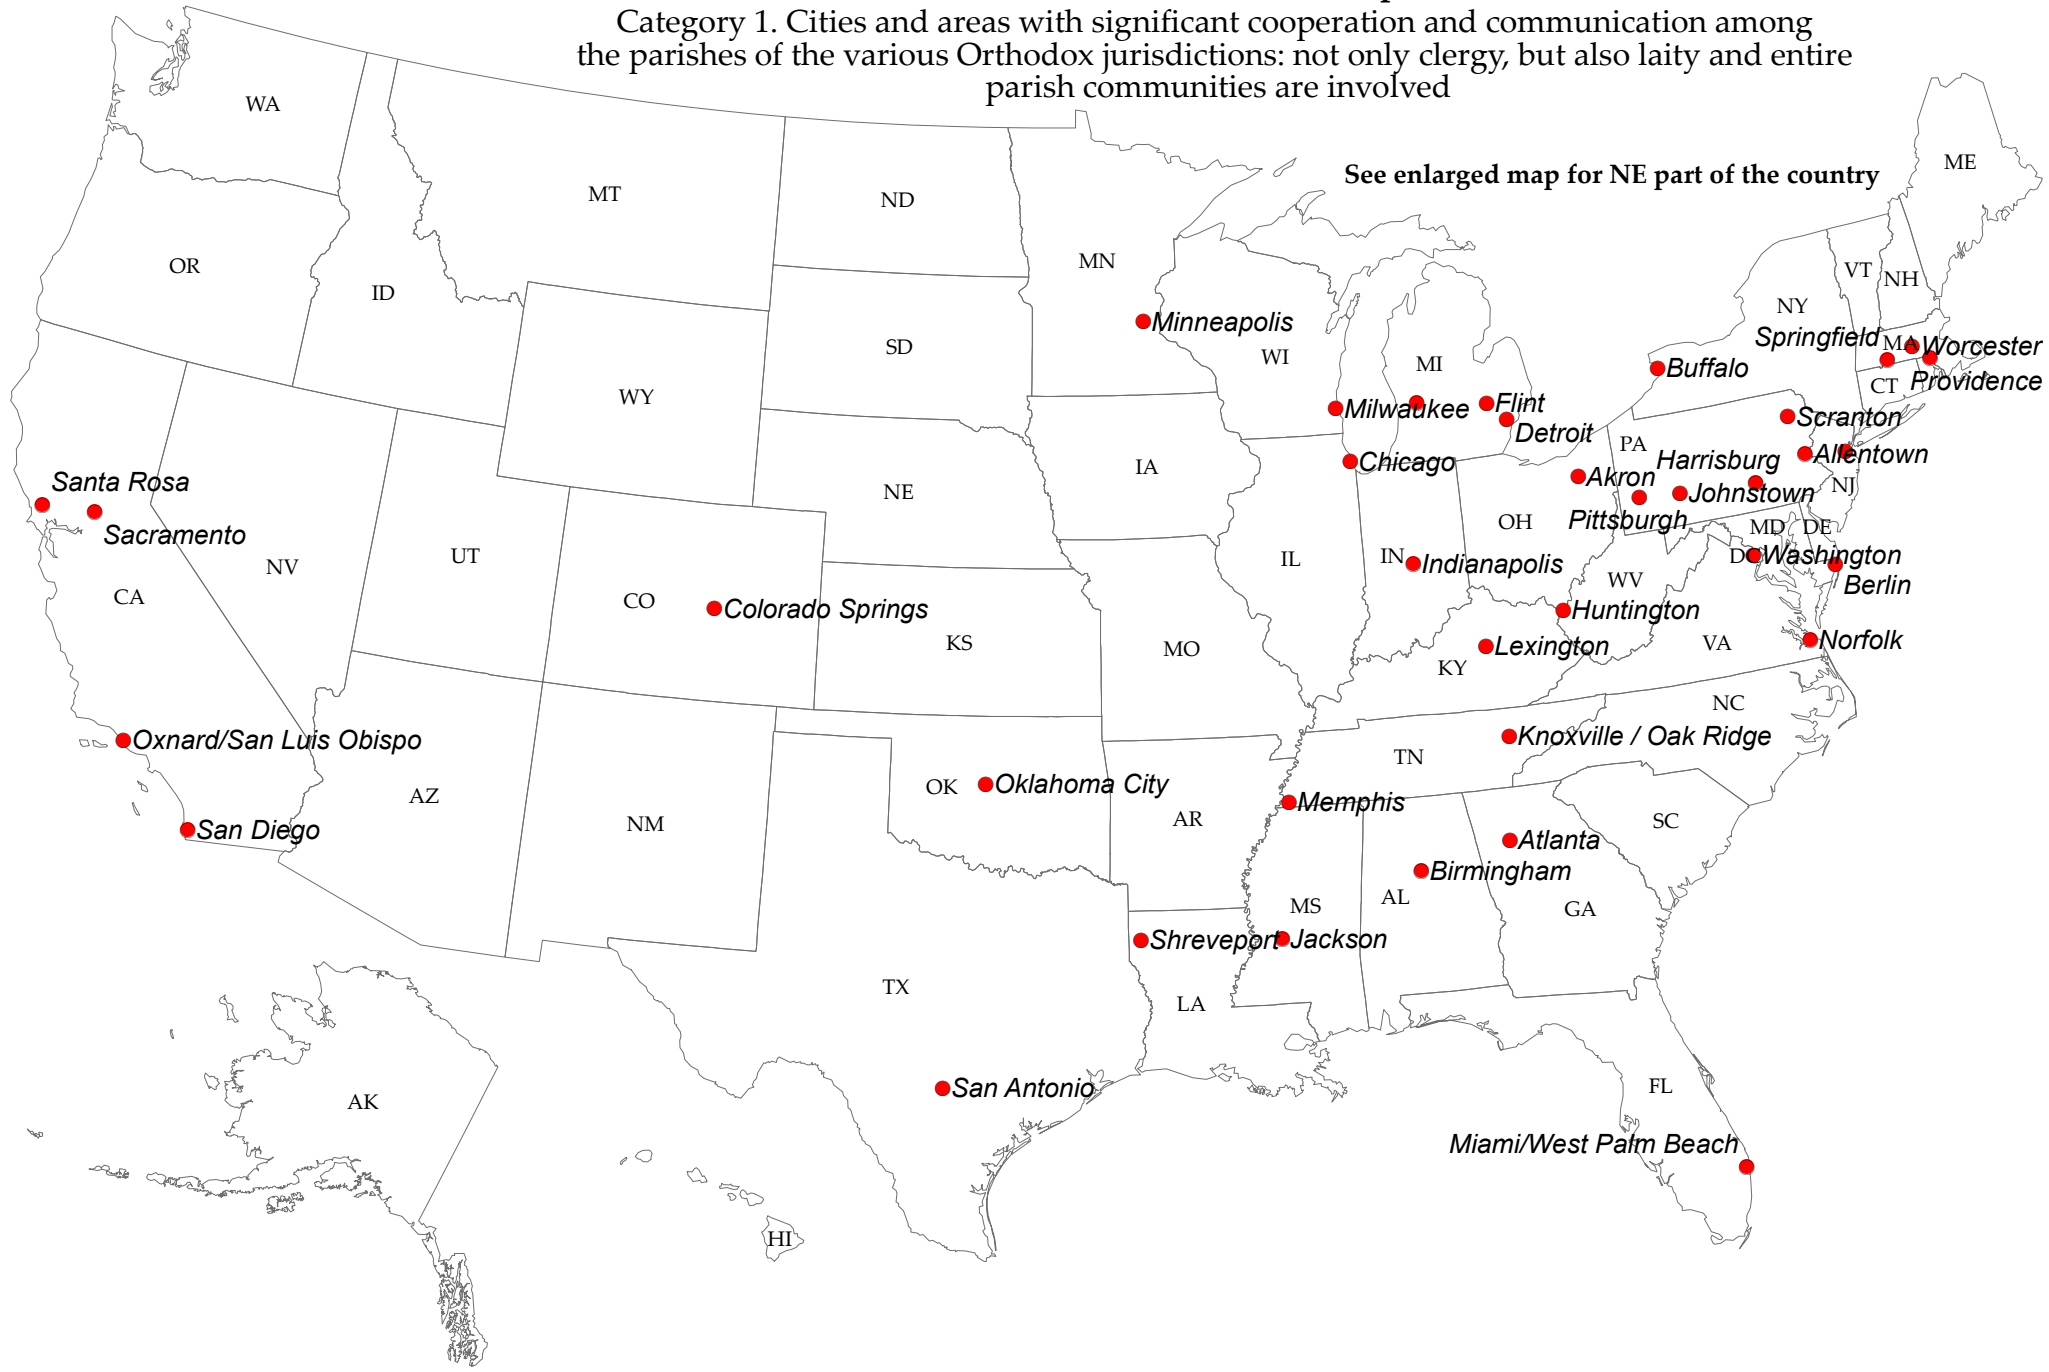 Category 1. Cities and areas with significant cooperation and communication among
the parishes of the various Orthodox jurisdictions: not only clergy, but also laity and entire
parish communities are involved
See enlarged map for NE part of the country
WA
MT
ND
ME
OR
ID
MN
VT
NH
NY
Minneapolis
Springfield
MA
Worcester
SD
WI
MI
Buffalo
CT
Providence
WY
Milwaukee
Flint
Detroit
Scranton
PA
Chicago
IA
Akron
Harrisburg
Allentown
Santa Rosa
NE
Johnstown
NJ
Sacramento
OH
Pittsburgh
MD
DE
NV
UT
IL
IN
Indianapolis
Washington
Berlin
CA
CO
Colorado Springs
WV
Huntington
KS
MO
Lexington
KY
VA
Norfolk
NC
Oxnard/San Luis Obispo
Knoxville / Oak Ridge
TN
OK
Oklahoma City
AZ
Memphis
San Diego
NM
AR
SC
Atlanta
Birmingham
MS
AL
GA
Shreveport
Jackson
TX
LA
AK
San Antonio
FL
Miami/West Palm Beach
HI